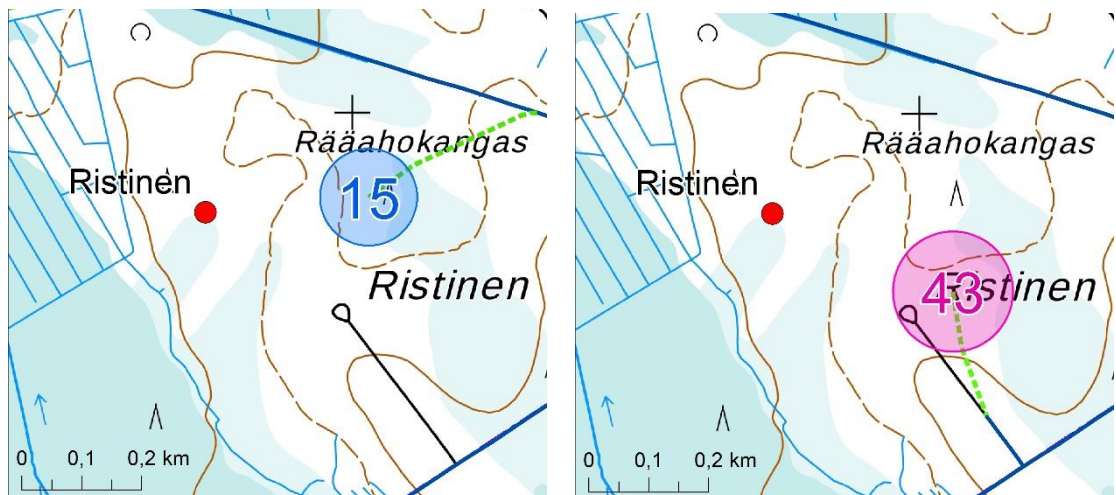 Rääahokangas
Ristinen
15
Ristinen
0 0,1 0,2 km
Rääahokangas
Ristinen
43
Ristinen
0 0,1 0,2 km